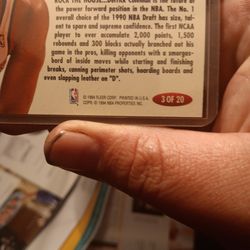 ROCK THE HOUSE...Derrick Coleman is the future of
the power forward position in the NBA. The No. 1
overall choice of the 1990 NBA Draft has size, tal-
ent to spare and supreme confidence. The first NCAA
player to ever accumulate 2,000 points, 1,500
rebounds and 300 blocks actually branched out his
game in the pros, killing opponents with a smorgas-
bord of inside moves while starting and finishing
breaks, canning perimeter shots, hoarding boards and
even slapping leather on "D".
© 1994 FLEER CORP. PRINTED IN U.S.A.
© 1994 NBA PROPERTIES, INC.
3 OF 20